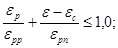 ε_p/ε_pp + (ε − ε_c)/ε_pn ≤ 1,0;